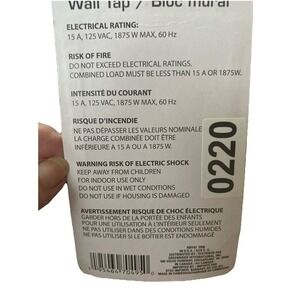 Wall Tap / Bloc mural
ELECTRICAL RATING:
15 A, 125 VAC, 1875 W MAX, 60 Hz
RISK OF FIRE
DO NOT EXCEED ELECTRICAL RATINGS.
COMBINED LOAD MUST BE LESS THAN 15 A OR 1875W.
INTENSITÉ DU COURANT
15 A, 125 VAC, 1875 W MAX, 60 Hz
RISQUE D'INCENDIE
NE PAS DÉPASSER LES VALEURS NOMINALE
LA CHARGE COMBINÉE DOIT ÊTRE
INFÉRIEURE A 15 A OU A 1875 W.
WARNING RISK OF ELECTRIC SHOCK
KEEP AWAY FROM CHILDREN
FOR INDOOR USE ONLY
DO NOT USE IN WET CONDITIONS
DO NOT USE IF HOUSING IS DAMAGED
0220
AVERTISSEMENT RISQUE DE CHOC ÉLECTRIQUE
GARDER HORS DE LA PORTÉE DES ENFANTS
POUR UNE UTILISATION À L'INTÉRIEUR SEUL
NE PAS UTILISER DANS DES CONDITIONS HUMIDES
NE PAS UTILISER SI LE BOITIER EST ENDOMMAGÉ